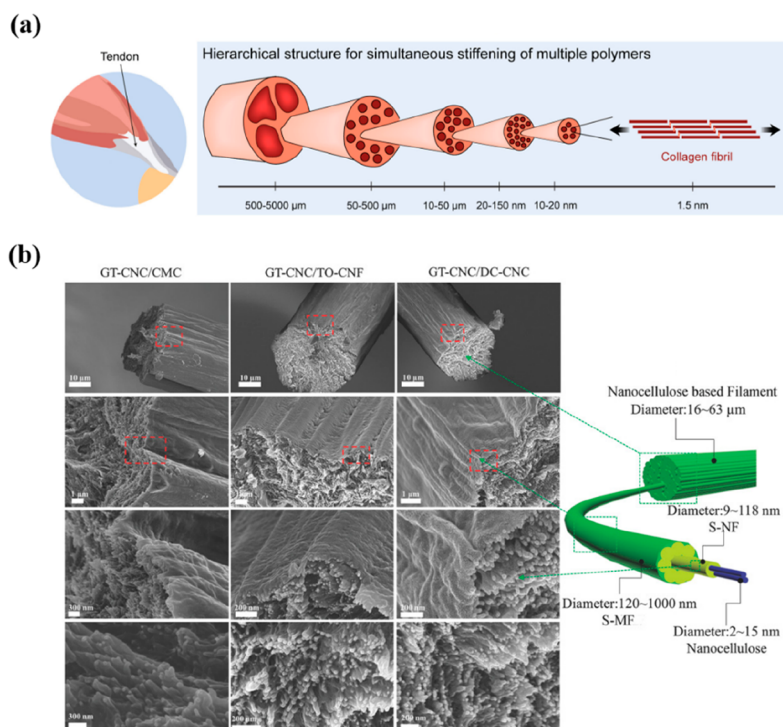 (a)
Tendon
Hierarchical structure for simultaneous stiffening of multiple polymers
Collagen fibril
500-5000 μm
50-500 μm
10-50 μm
20-150 nm
10-20 nm
1.5 nm
(b)
GT-CNC/CMC
GT-CNC/TO-CNF
GT-CNC/DC-CNC
10 μm
10 μm
10 μm
1 μm
μm
1 μm
300 nm
200 nm
200 nm
300 nm
200 nm
200 nm
Nanocellulose based Filament
Diameter:16~63 μm
Diameter:9~118 nm
S-NF
Diameter:120~1000 nm
S-MF
Diameter:2~15 nm
Nanocellulose